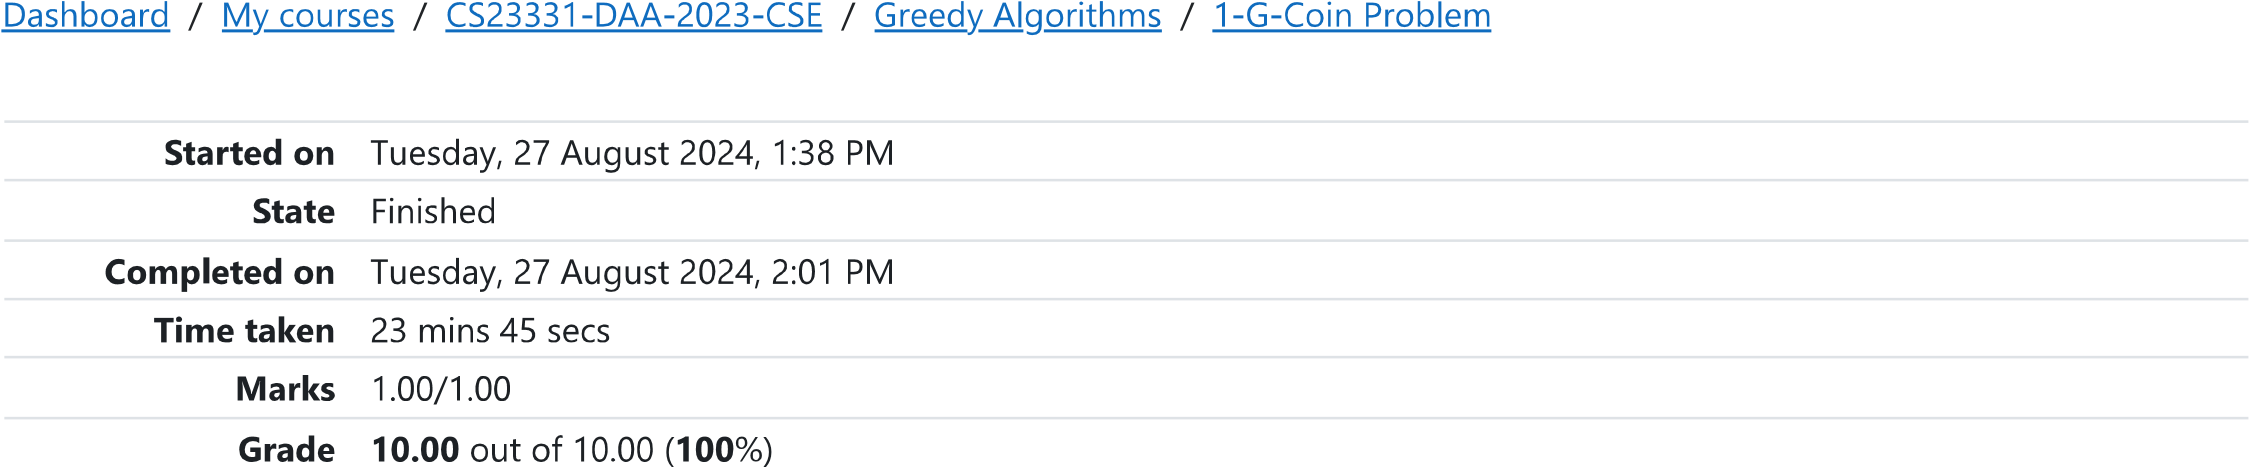 Dashboard / My courses / CS23331-DAA-2023-CSE / Greedy Algorithms / 1-G-Coin Problem
Started on Tuesday, 27 August 2024, 1:38 PM
State Finished
Completed on Tuesday, 27 August 2024, 2:01 PM
Time taken 23 mins 45 secs
Marks 1.00/1.00
Grade 10.00 out of 10.00 (100%)